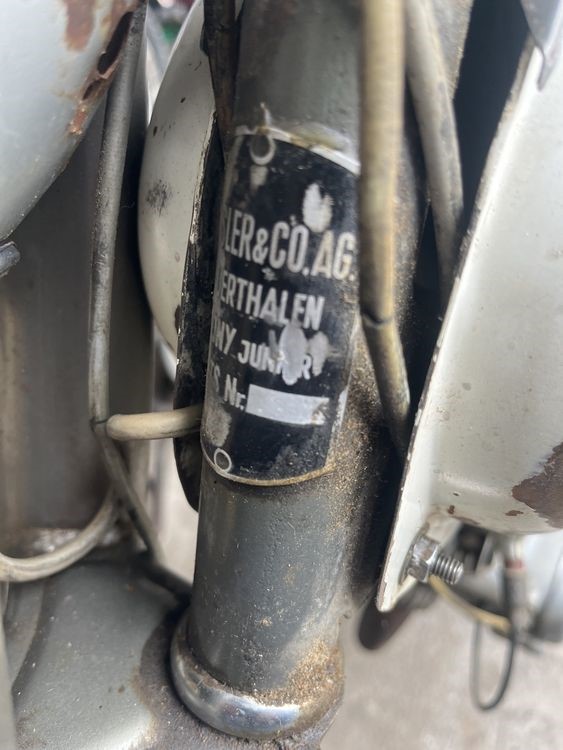 LER&CO.AG.
ERTHALEN
NY JUNIOR
S Nr.